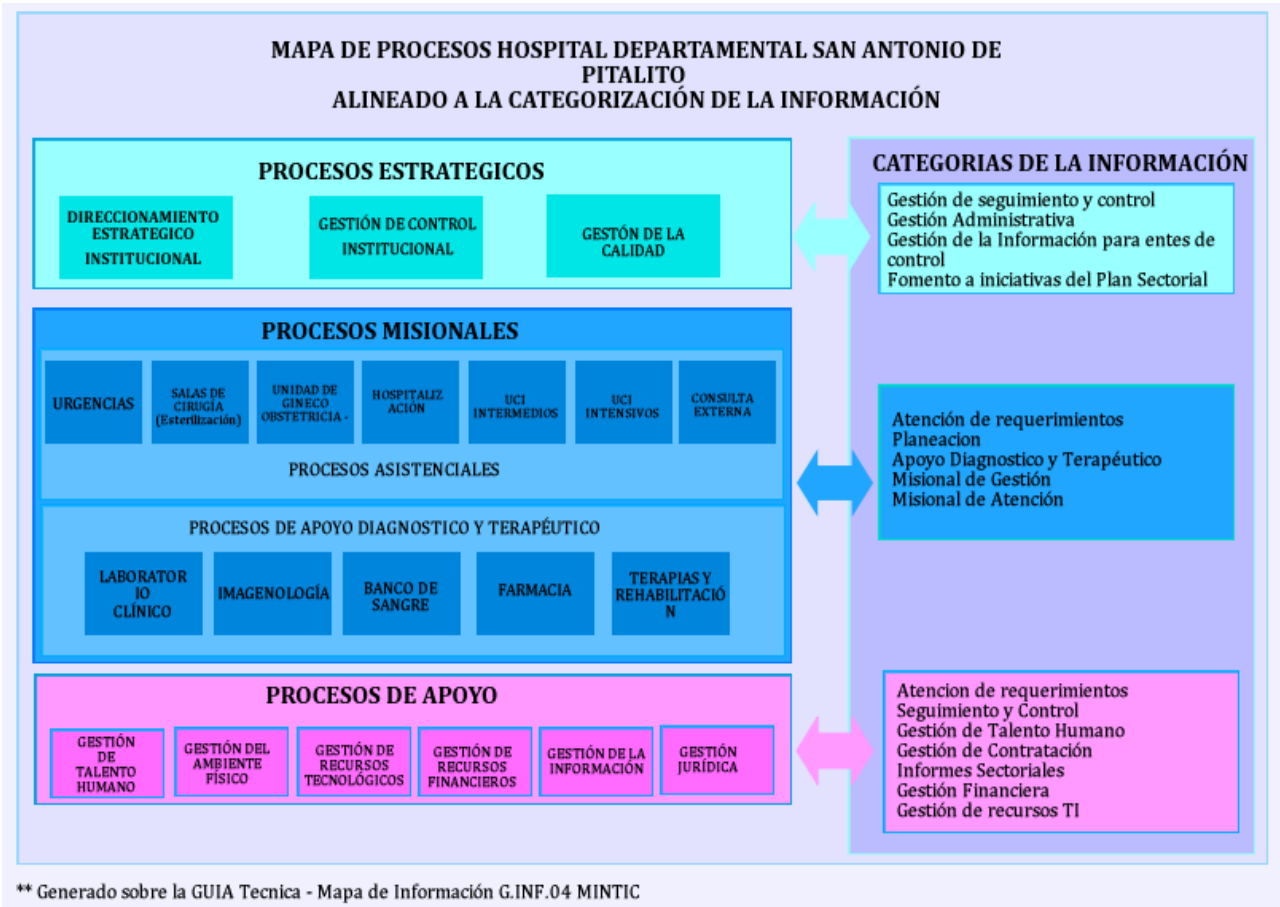 MAPA DE PROCESOS HOSPITAL DEPARTAMENTAL SAN ANTONIO DE
PITALITO
ALINEADO A LA CATEGORIZACIÓN DE LA INFORMACIÓN
PROCESOS ESTRATEGICOS
DIRECCIONAMIENTO
ESTRATEGICO
INSTITUCIONAL
GESTIÓN DE CONTROL
INSTITUCIONAL
GESTÓN DE LA
CALIDAD
CATEGORIAS DE LA INFORMACIÓN
Gestión de seguimiento y control
Gestión Administrativa
Gestión de la Información para entes de
control
Fomento a iniciativas del Plan Sectorial
PROCESOS MISIONALES
URGENCIAS
SALAS DE
CIRUGÍA
(Esterilización)
UNIDAD DE
GINECO
OBSTETRICIA -
HOSPITALIZ
ACIÓN
UCI
INTERMEDIOS
UCI
INTENSIVOS
CONSULTA
EXTERNA
PROCESOS ASISTENCIALES
PROCESOS DE APOYO DIAGNOSTICO Y TERAPÉUTICO
LABORATOR
IO
CLÍNICO
IMAGENOLOGÍA
BANCO DE
SANGRE
FARMACIA
TERAPIAS Y
REHABILITACIÓ
N
Atención de requerimientos
Planeacion
Apoyo Diagnostico y Terapéutico
Misional de Gestión
Misional de Atención
PROCESOS DE APOYO
GESTIÓN
DE
TALENTO
HUMANO
GESTIÓN DEL
AMBIENTE
FÍSICO
GESTIÓN DE
RECURSOS
TECNOLÓGICOS
GESTIÓN DE
RECURSOS
FINANCIEROS
GESTIÓN DE LA
INFORMACIÓN
GESTIÓN
JURÍDICA
Atencion de requerimientos
Seguimiento y Control
Gestión de Talento Humano
Gestión de Contratación
Informes Sectoriales
Gestión Financiera
Gestión de recursos TI
** Generado sobre la GUIA Tecnica - Mapa de Información G.INF.04 MINTIC